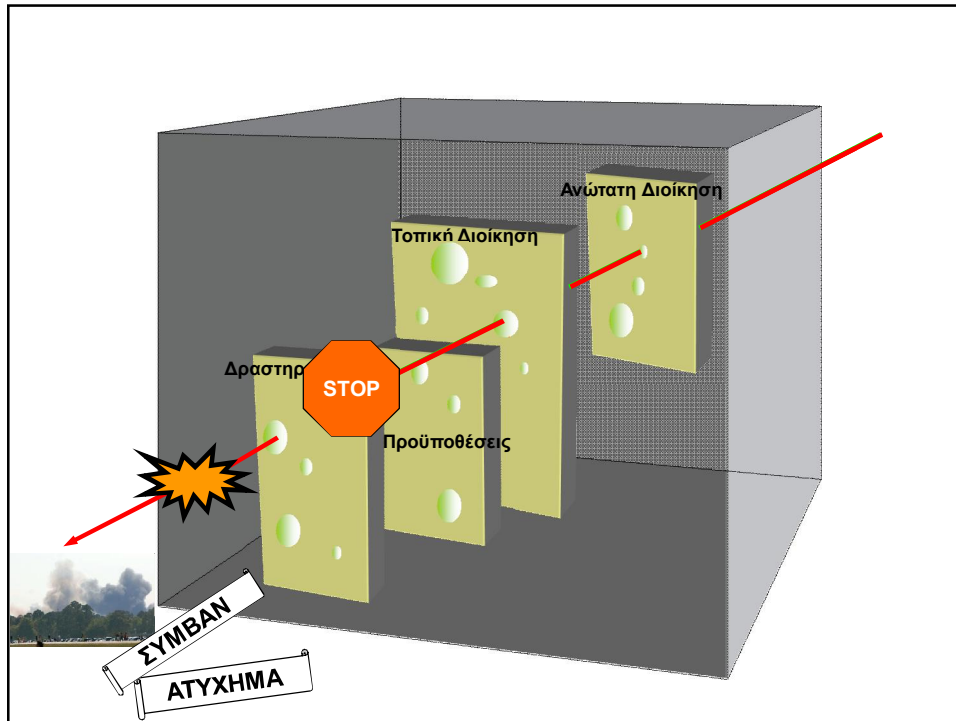 Ανώτατη Διοίκηση
Τοπική Διοίκηση
Δραστηρ
STOP
Προϋποθέσεις
ΣΥΜΒΑΝ
ΑΤΥΧΗΜΑ